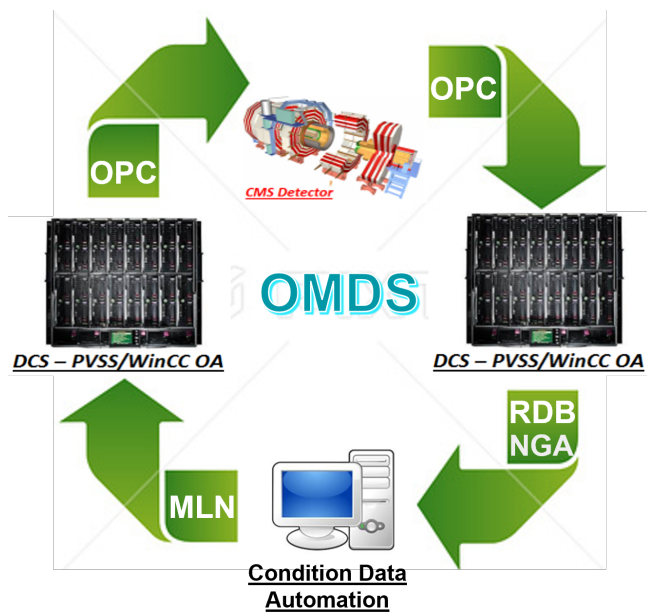 OPC
OPC
CMS Detector
OMDS
DCS – PVSS/WinCC OA
DCS – PVSS/WinCC OA
RDB
NGA
MLN
Condition Data
Automation